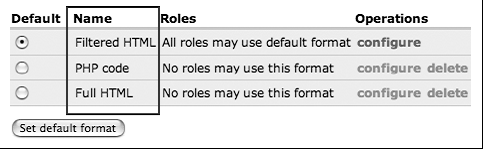 Default Name Roles Operations
Filtered HTML All roles may use default format configure
PHP code No roles may use this format configure delete
Full HTML No roles may use this format configure delete
Set default format